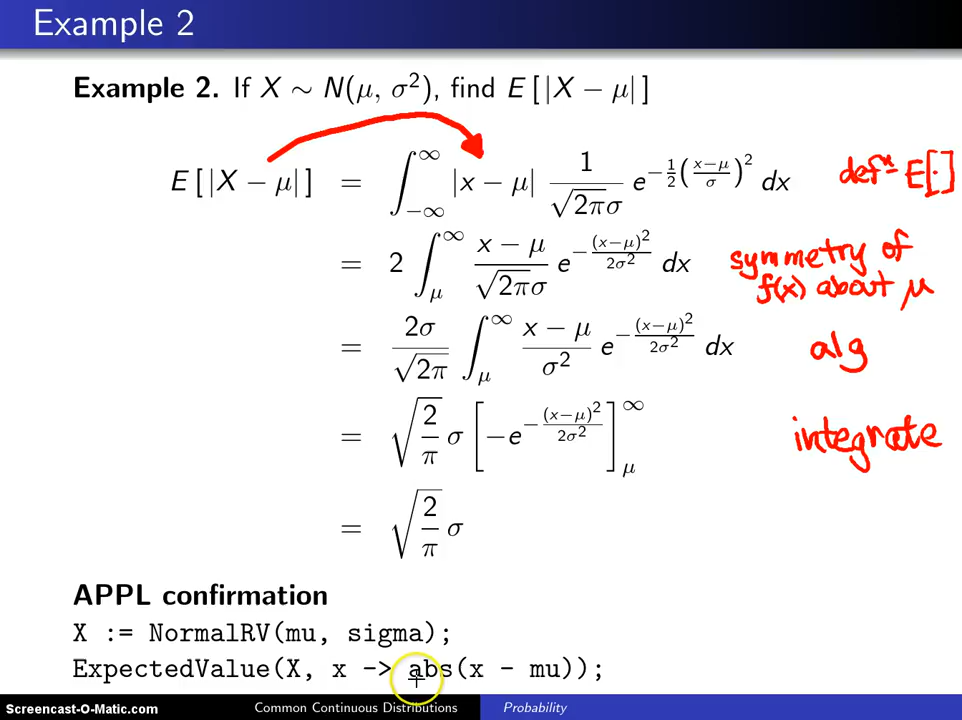 Example 2
Example 2. If X ∼ N(μ, σ²), find E [ |X − μ| ]
E [ |X − μ| ] = ∫_{−∞}^{∞} |x − μ| 1/(√(2π)σ) e^{−(1/2)((x−μ)/σ)²} dx defⁿ E[·]
= 2 ∫_{μ}^{∞} (x − μ)/(√(2π)σ) e^{−(x−μ)²/(2σ²)} dx symmetry of
f(x) about μ
= 2σ/√(2π) ∫_{μ}^{∞} (x − μ)/σ² e^{−(x−μ)²/(2σ²)} dx alg
= √(2/π) σ [−e^{−(x−μ)²/(2σ²)}]_{μ}^{∞} integrate
= √(2/π) σ
APPL confirmation
X := NormalRV(mu, sigma);
ExpectedValue(X, x -> abs(x - mu));
Screencast-O-Matic.com Common Continuous Distributions Probability